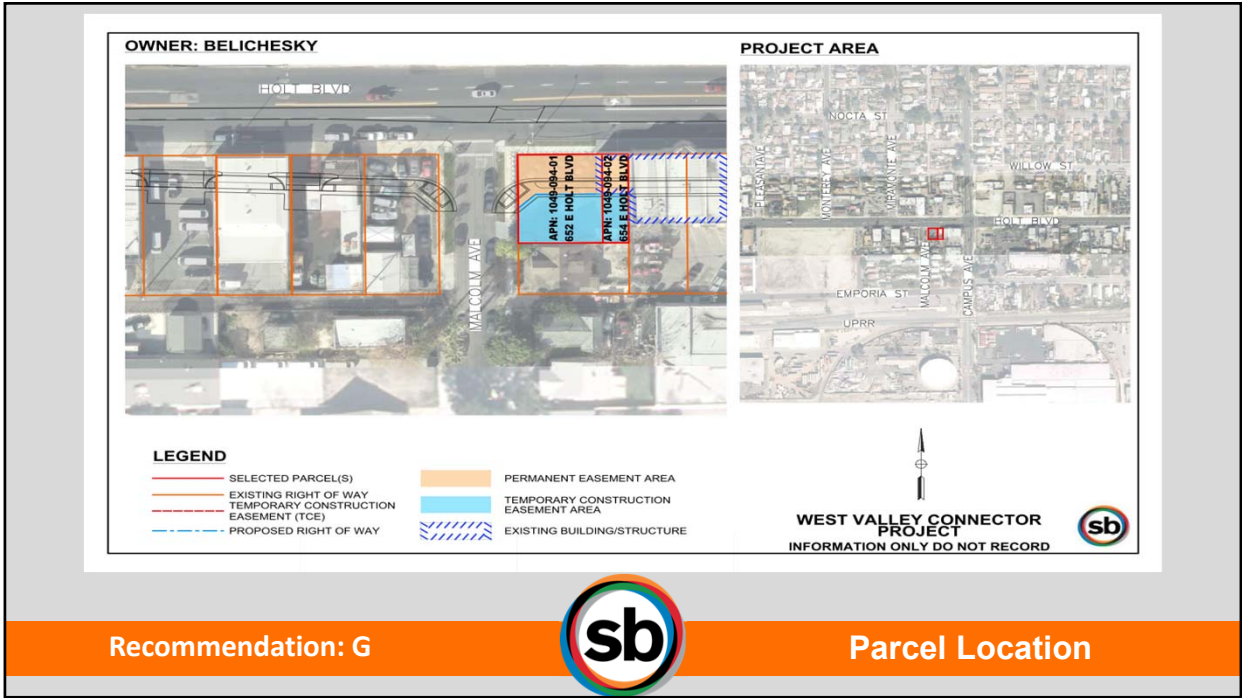 OWNER: BELICHESKY
HOLT BLVD
APN: 1049-094-01
652 E HOLT BLVD
APN: 1049-094-02
654 E HOLT BLVD
MALCOLM AVE
PROJECT AREA
NOCTA ST
PLEASANT AVE
MONTEREY AVE
MIRAMONTE AVE
WILLOW ST
HOLT BLVD
MALCOLM AVE
CAMPUS AVE
EMPORIA ST
UPRR
LEGEND
SELECTED PARCEL(S)
EXISTING RIGHT OF WAY
TEMPORARY CONSTRUCTION
EASEMENT (TCE)
PROPOSED RIGHT OF WAY
PERMANENT EASEMENT AREA
TEMPORARY CONSTRUCTION
EASEMENT AREA
EXISTING BUILDING/STRUCTURE
WEST VALLEY CONNECTOR
PROJECT
INFORMATION ONLY DO NOT RECORD
sb
Recommendation: G
sb
Parcel Location